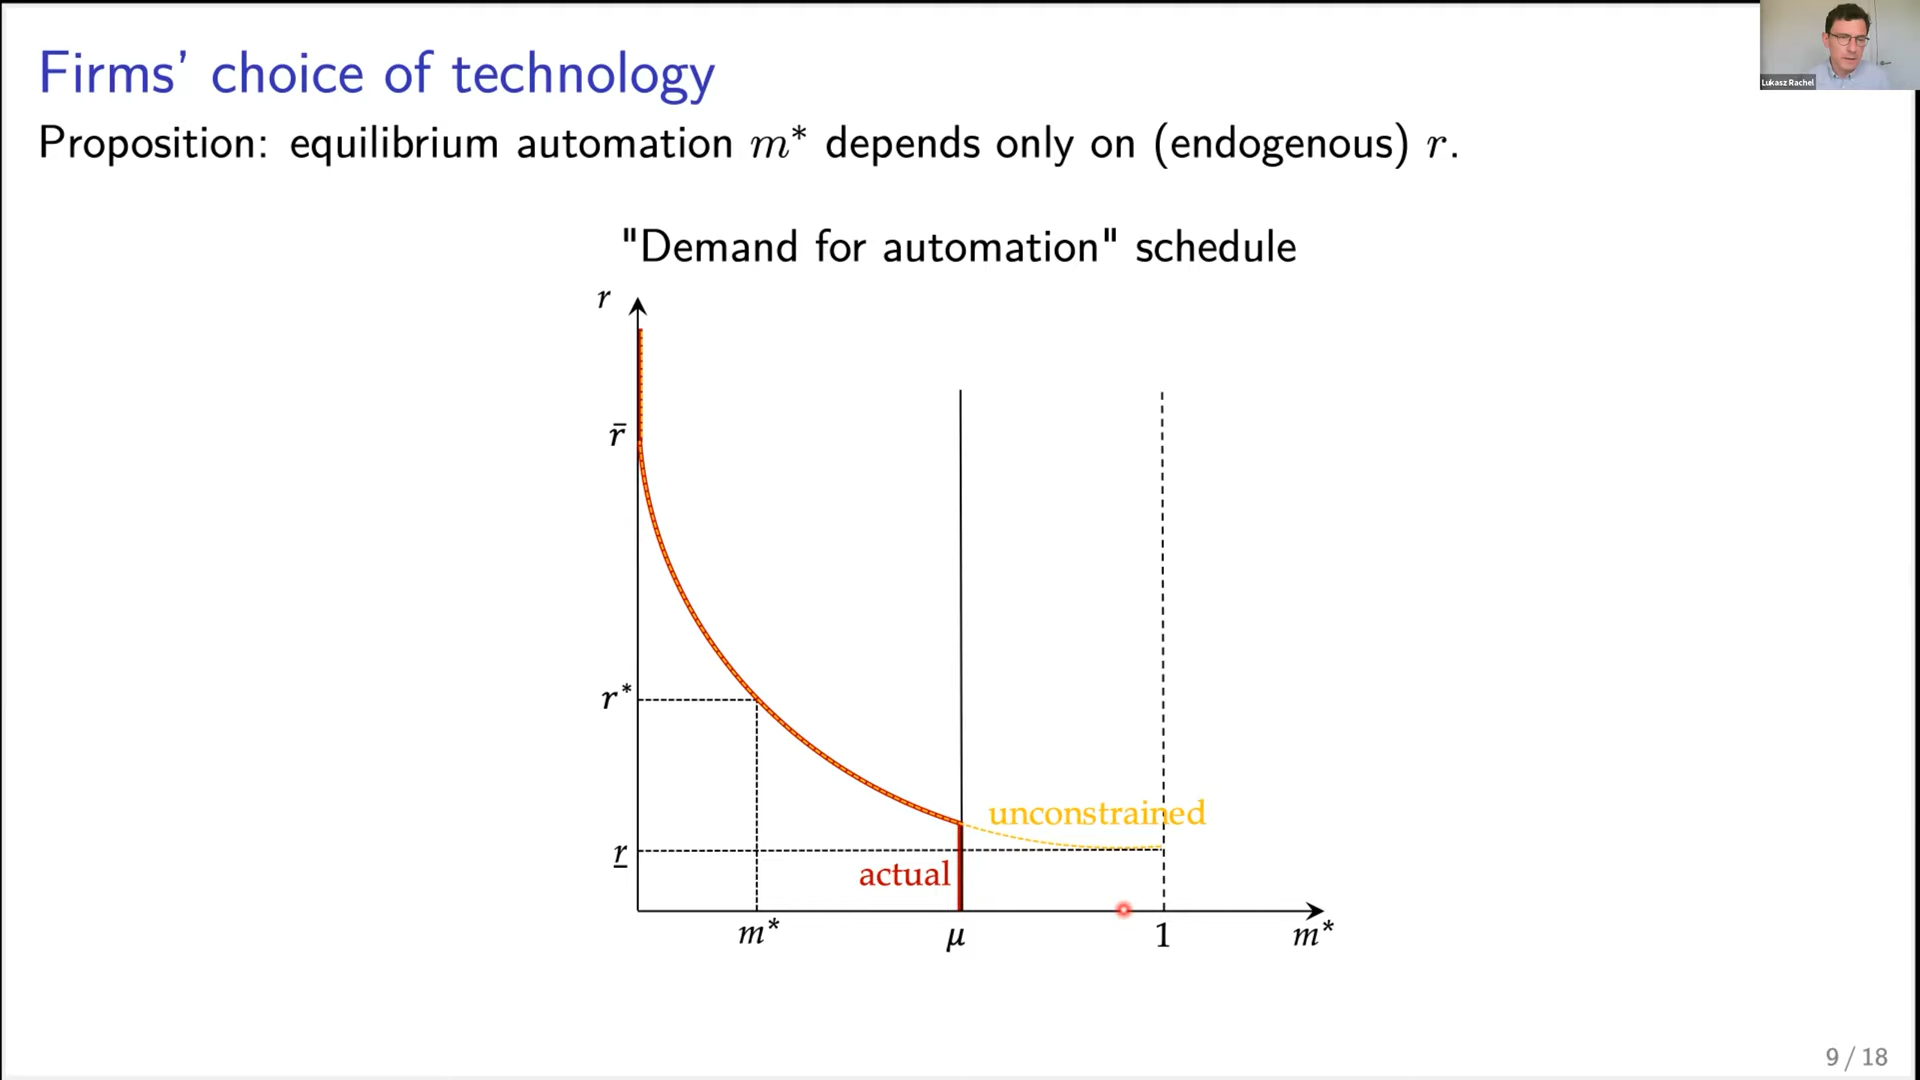 Firms' choice of technology
Lukasz Rachel
Proposition: equilibrium automation m* depends only on (endogenous) r.
"Demand for automation" schedule
r
r̄
r*
unconstrained
r̲
actual
m* μ 1 m*
9 / 18